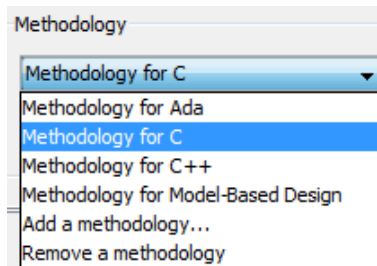 Methodology
Methodology for C
Methodology for Ada
Methodology for C
Methodology for C++
Methodology for Model-Based Design
Add a methodology...
Remove a methodology